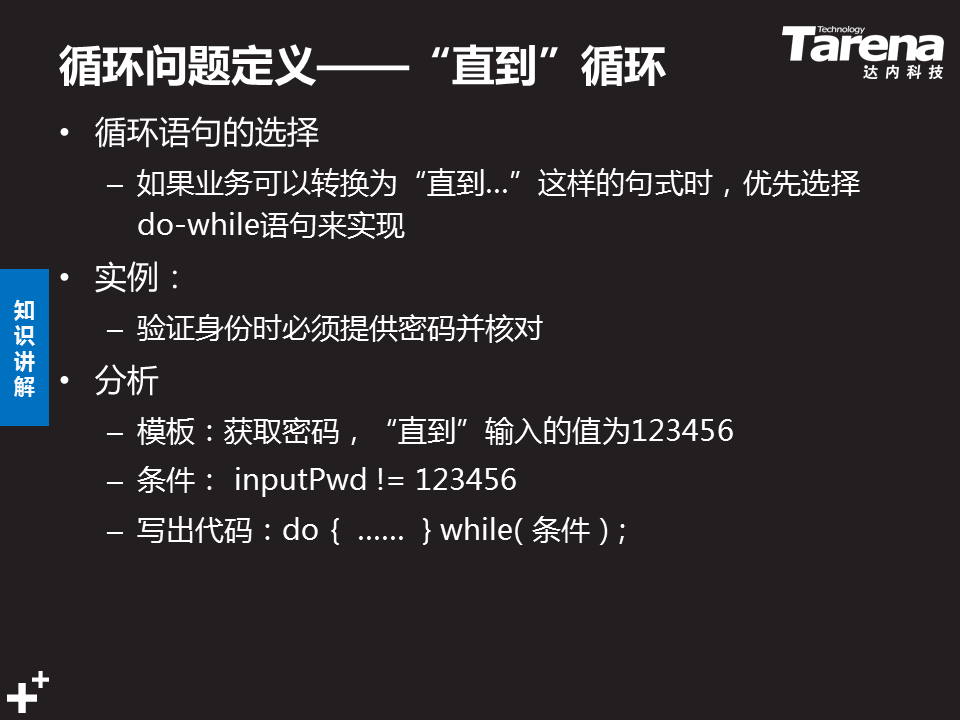 循环问题定义——“直到”循环
Technology
Tarena
达内科技
• 循环语句的选择
– 如果业务可以转换为“直到…”这样的句式时，优先选择
do-while语句来实现
• 实例：
– 验证身份时必须提供密码并核对
• 分析
– 模板：获取密码，“直到”输入的值为123456
– 条件： inputPwd != 123456
– 写出代码：do { …… } while( 条件 ) ;
知识讲解